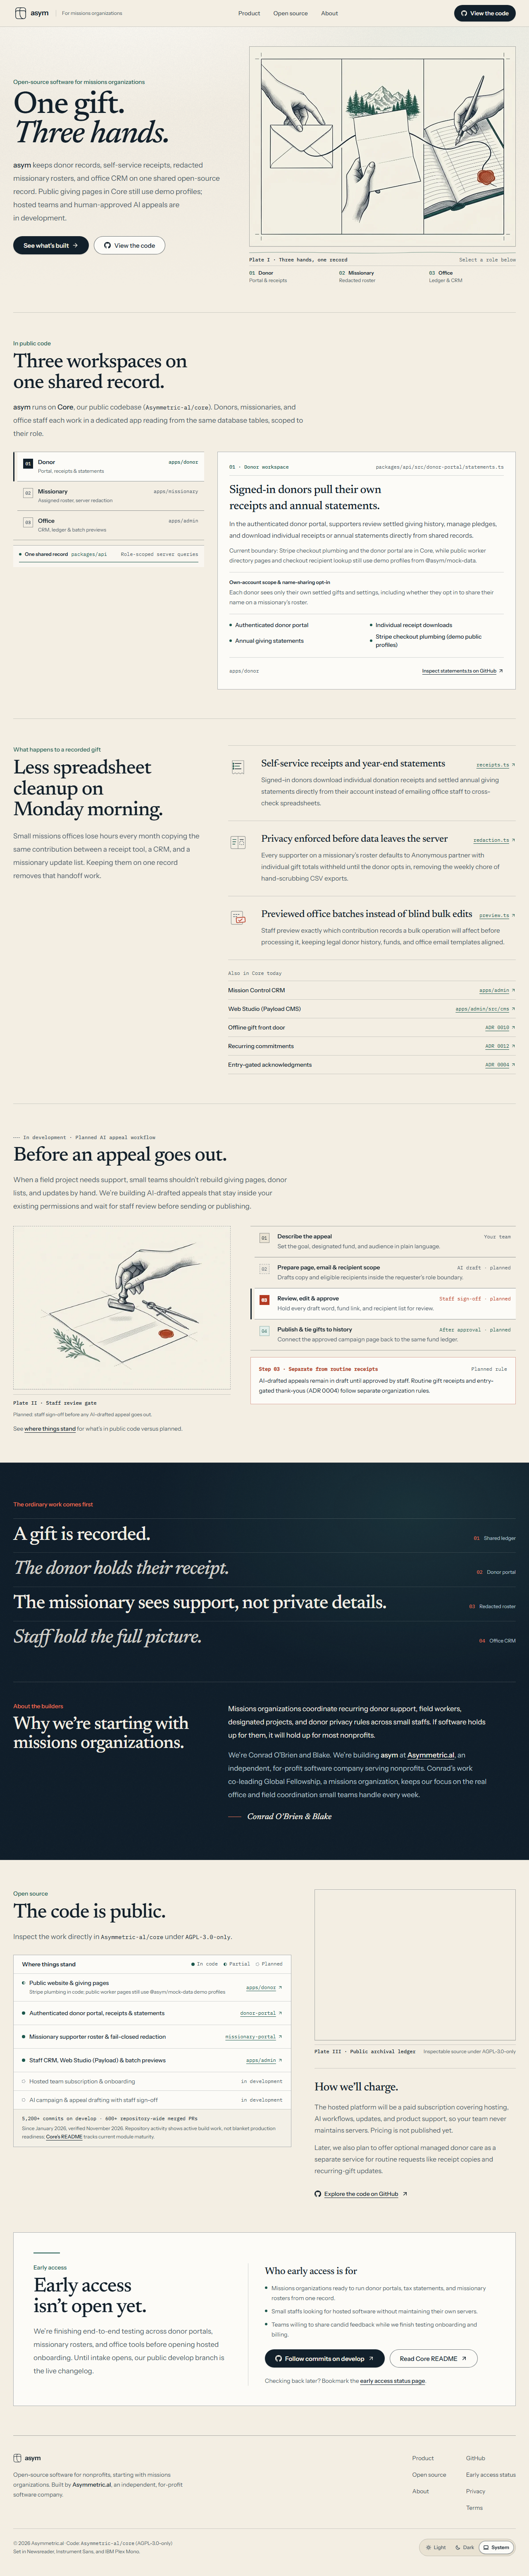 asym
For missions organizations
Product
Open source
About
View the code
Open-source software for missions organizations
One gift.
Three hands.
asym keeps donor records, self-service receipts, redacted
missionary rosters, and office CRM on one shared open-source
record. Public giving pages in Core still use demo profiles;
hosted teams and human-approved AI appeals are
in development.
See what's built →
View the code
Plate I · Three hands, one record
Select a role below
01 Donor
Portal & receipts
02 Missionary
Redacted roster
03 Office
Ledger & CRM
In public code
Three workspaces on
one shared record.
asym runs on Core, our public codebase (Asymmetric-al/core). Donors, missionaries, and
office staff each work in a dedicated app reading from the same database tables, scoped to
their role.
01 Donor apps/donor
Portal, receipts & statements
02 Missionary apps/missionary
Assigned roster, server redaction
03 Office apps/admin
CRM, ledger & batch previews
One shared record packages/api Role-scoped server queries
01 · Donor workspace
packages/api/src/donor-portal/statements.ts
Signed-in donors pull their own
receipts and annual statements.
In the authenticated donor portal, supporters review settled giving history, manage pledges,
and download individual receipts or annual statements directly from shared records.
Current boundary: Stripe checkout plumbing and the donor portal are in Core, while public worker
directory pages and checkout recipient lookup still use demo profiles from @asym/mock-data.
Own-account scope & name-sharing opt-in
Each donor sees only their own settled gifts and settings, including whether they opt in to share their
name on a missionary's roster.
Authenticated donor portal
Individual receipt downloads
Annual giving statements
Stripe checkout plumbing (demo public
profiles)
apps/donor
Inspect statements.ts on GitHub ↗
What happens to a recorded gift
Less spreadsheet
cleanup on
Monday morning.
Small missions offices lose hours every month copying the
same contribution between a receipt tool, a CRM, and a
missionary update list. Keeping them on one record
removes that handoff work.
Self-service receipts and year-end statements
receipts.ts ↗
Signed-in donors download individual donation receipts and settled annual giving
statements directly from their account instead of emailing office staff to cross-
check spreadsheets.
Privacy enforced before data leaves the server
redaction.ts ↗
Every supporter on a missionary's roster defaults to Anonymous partner with
individual gift totals withheld until the donor opts in, removing the weekly chore of
hand-scrubbing CSV exports.
Previewed office batches instead of blind bulk edits
preview.ts ↗
Staff preview exactly which contribution records a bulk operation will affect before
processing it, keeping legal donor history, funds, and office email templates aligned.
Also in Core today
Mission Control CRM apps/admin ↗
Web Studio (Payload CMS) apps/admin/src/cms ↗
Offline gift front door ADR 0010 ↗
Recurring commitments ADR 0012 ↗
Entry-gated acknowledgments ADR 0004 ↗
In development · Planned AI appeal workflow
Before an appeal goes out.
When a field project needs support, small teams shouldn't rebuild giving pages, donor
lists, and updates by hand. We're building AI-drafted appeals that stay inside your
existing permissions and wait for staff review before sending or publishing.
01 Describe the appeal Your team
Set the goal, designated fund, and audience in plain language.
02 Prepare page, email & recipient scope AI draft · planned
Drafts copy and eligible recipients inside the requester's role boundary.
03 Review, edit & approve Staff sign-off · planned
Hold every draft word, fund link, and recipient list for review.
04 Publish & tie gifts to history After approval · planned
Connect the approved campaign page back to the same fund ledger.
Step 03 · Separate from routine receipts Planned rule
AI-drafted appeals remain in draft until approved by staff. Routine gift receipts and entry-
gated thank-yous (ADR 0004) follow separate organization rules.
Plate II · Staff review gate
Planned: staff sign-off before any AI-drafted appeal goes out.
See where things stand for what's in public code versus planned.
The ordinary work comes first
A gift is recorded.
01 Shared ledger
The donor holds their receipt.
02 Donor portal
The missionary sees support, not private details.
03 Redacted roster
Staff hold the full picture.
04 Office CRM
About the builders
Why we're starting with
missions organizations.
Missions organizations coordinate recurring donor support, field workers,
designated projects, and donor privacy rules across small staffs. If software holds
up for them, it will hold up for most nonprofits.
We're Conrad O'Brien and Blake. We're building asym at Asymmetric.al, an
independent, for-profit software company serving nonprofits. Conrad's work
co-leading Global Fellowship, a missions organization, keeps our focus on the real
office and field coordination small teams handle every week.
Conrad O'Brien & Blake
Open source
The code is public.
Inspect the work directly in Asymmetric-al/core under AGPL-3.0-only.
Where things stand
In code Partial Planned
Public website & giving pages
Stripe plumbing in code; public worker pages still use @asym/mock-data demo profiles
apps/donor ↗
Authenticated donor portal, receipts & statements donor-portal ↗
Missionary supporter roster & fail-closed redaction missionary-portal ↗
Staff CRM, Web Studio (Payload) & batch previews apps/admin ↗
Hosted team subscription & onboarding in development
AI campaign & appeal drafting with staff sign-off in development
5,200+ commits on develop · 600+ repository-wide merged PRs
Since January 2026, verified November 2026. Repository activity shows active build work, not blanket production
readiness; Core's README tracks current module maturity.
Plate III · Public archival ledger
Inspectable source under AGPL-3.0-only
How we'll charge.
The hosted platform will be a paid subscription covering hosting,
AI workflows, updates, and product support, so your team never
maintains servers. Pricing is not published yet.
Later, we also plan to offer optional managed donor care as a
separate service for routine requests like receipt copies and
recurring-gift updates.
Explore the code on GitHub ↗
Early access
Early access
isn't open yet.
We're finishing end-to-end testing across donor portals,
missionary rosters, and office tools before opening hosted
onboarding. Until intake opens, our public develop branch is
the live changelog.
Who early access is for
Missions organizations ready to run donor portals, tax statements, and missionary
rosters from one record.
Small staffs looking for hosted software without maintaining their own servers.
Teams willing to share candid feedback while we finish testing onboarding and
billing.
Follow commits on develop ↗
Read Core README ↗
Checking back later? Bookmark the early access status page.
asym
Open-source software for nonprofits, starting with missions
organizations. Built by Asymmetric.al, an independent, for-profit
software company.
Product
Open source
About
GitHub
Early access status
Privacy
Terms
© 2026 Asymmetric.al · Code: Asymmetric-al/core (AGPL-3.0-only)
Set in Newsreader, Instrument Sans, and IBM Plex Mono.
Light
Dark
System